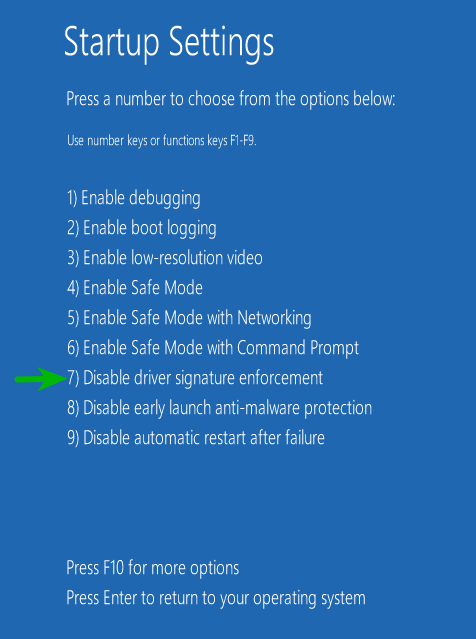 Startup Settings
Press a number to choose from the options below:
Use number keys or functions keys F1-F9.
1) Enable debugging
2) Enable boot logging
3) Enable low-resolution video
4) Enable Safe Mode
5) Enable Safe Mode with Networking
6) Enable Safe Mode with Command Prompt
7) Disable driver signature enforcement
8) Disable early launch anti-malware protection
9) Disable automatic restart after failure
Press F10 for more options
Press Enter to return to your operating system